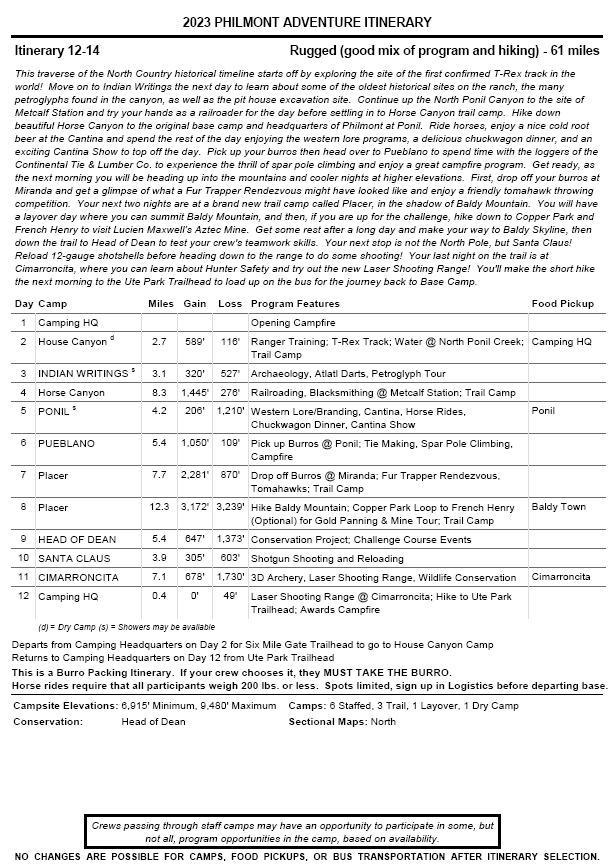 2023 PHILMONT ADVENTURE ITINERARY
Itinerary 12-14 Rugged (good mix of program and hiking) - 61 miles
This traverse of the North Country historical timeline starts off by exploring the site of the first confirmed T-Rex track in the
world! Move on to Indian Writings the next day to learn about some of the oldest historical sites on the ranch, the many
petroglyphs found in the canyon, as well as the pit house excavation site. Continue up the North Ponil Canyon to the site of
Metcalf Station and try your hands as a railroader for the day before settling in to Horse Canyon trail camp. Hike down
beautiful Horse Canyon to the original base camp and headquarters of Philmont at Ponil. Ride horses, enjoy a nice cold root
beer at the Cantina and spend the rest of the day enjoying the western lore programs, a delicious chuckwagon dinner, and an
exciting Cantina Show to top off the day. Pick up your burros then head over to Pueblano to spend time with the loggers of the
Continental Tie & Lumber Co. to experience the thrill of spar pole climbing and enjoy a great campfire program. Get ready, as
the next morning you will be heading up into the mountains and cooler nights at higher elevations. First, drop off your burros at
Miranda and get a glimpse of what a Fur Trapper Rendezvous might have looked like and enjoy a friendly tomahawk throwing
competition. Your next two nights are at a brand new trail camp called Placer, in the shadow of Baldy Mountain. You will have
a layover day where you can summit Baldy Mountain, and then, if you are up for the challenge, hike down to Copper Park and
French Henry to visit Lucien Maxwell's Aztec Mine. Get some rest after a long day and make your way to Baldy Skyline, then
down the trail to Head of Dean to test your crew's teamwork skills. Your next stop is not the North Pole, but Santa Claus!
Reload 12-gauge shotshells before heading down to the range to do some shooting! Your last night on the trail is at
Cimarroncita, where you can learn about Hunter Safety and try out the new Laser Shooting Range! You'll make the short hike
the next morning to the Ute Park Trailhead to load up on the bus for the journey back to Base Camp.
Day Camp Miles Gain Loss Program Features Food Pickup
1 Camping HQ Opening Campfire
2 House Canyon d 2.7 589' 116' Ranger Training; T-Rex Track; Water @ North Ponil Creek; Camping HQ
Trail Camp
3 INDIAN WRITINGS s 3.1 320' 527' Archaeology, Atlatl Darts, Petroglyph Tour
4 Horse Canyon 8.3 1,445' 276' Railroading, Blacksmithing @ Metcalf Station; Trail Camp
5 PONIL s 4.2 206' 1,210' Western Lore/Branding, Cantina, Horse Rides, Ponil
Chuckwagon Dinner, Cantina Show
6 PUEBLANO 5.4 1,050' 109' Pick up Burros @ Ponil; Tie Making, Spar Pole Climbing,
Campfire
7 Placer 7.7 2,281' 870' Drop off Burros @ Miranda; Fur Trapper Rendezvous,
Tomahawks; Trail Camp
8 Placer 12.3 3,172' 3,239' Hike Baldy Mountain; Copper Park Loop to French Henry Baldy Town
(Optional) for Gold Panning & Mine Tour; Trail Camp
9 HEAD OF DEAN 5.4 647' 1,373' Conservation Project; Challenge Course Events
10 SANTA CLAUS 3.9 305' 603' Shotgun Shooting and Reloading
11 CIMARRONCITA 7.1 678' 1,730' 3D Archery, Laser Shooting Range, Wildlife Conservation Cimarroncita
12 Camping HQ 0.4 0' 49' Laser Shooting Range @ Cimarroncita; Hike to Ute Park
Trailhead; Awards Campfire
(d) = Dry Camp (s) = Showers may be available
Departs from Camping Headquarters on Day 2 for Six Mile Gate Trailhead to go to House Canyon Camp
Returns to Camping Headquarters on Day 12 from Ute Park Trailhead
This is a Burro Packing Itinerary. If your crew chooses it, they MUST TAKE THE BURRO.
Horse rides require that all participants weigh 200 lbs. or less. Spots limited, sign up in Logistics before departing base.
Campsite Elevations: 6,915' Minimum, 9,480' Maximum Camps: 6 Staffed, 3 Trail, 1 Layover, 1 Dry Camp
Conservation: Head of Dean Sectional Maps: North
Crews passing through staff camps may have an opportunity to participate in some, but
not all, program opportunities in the camp, based on availability.
NO CHANGES ARE POSSIBLE FOR CAMPS, FOOD PICKUPS, OR BUS TRANSPORTATION AFTER ITINERARY SELECTION.